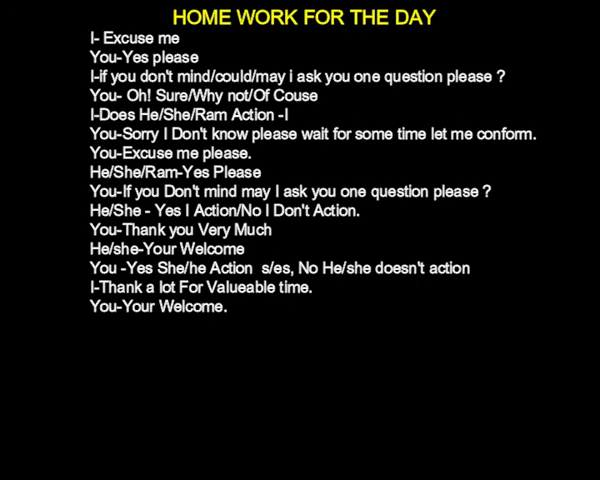 HOME WORK FOR THE DAY
I- Excuse me
You-Yes please
I-if you don't mind/could/may i ask you one question please ?
You- Oh! Sure/Why not/Of Couse
I-Does He/She/Ram Action -I
You-Sorry I Don't know please wait for some time let me conform.
You-Excuse me please.
He/She/Ram-Yes Please
You-If you Don't mind may I ask you one question please ?
He/She - Yes I Action/No I Don't Action.
You-Thank you Very Much
He/she-Your Welcome
You -Yes She/he Action  s/es, No He/she doesn't action
I-Thank a lot For Valueable time.
You-Your Welcome.